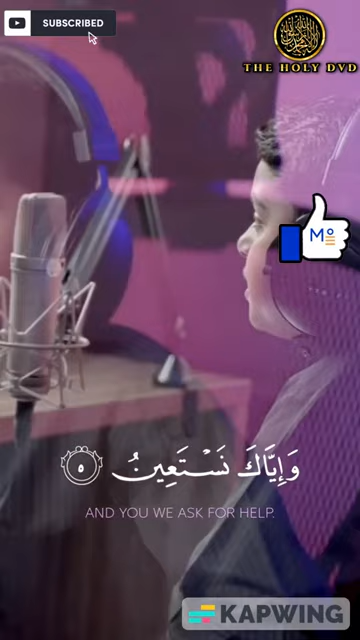 SUBSCRIBED
THE HOLY DVD
وَإِيَّاكَ نَسْتَعِينُ ٥
AND YOU WE ASK FOR HELP.
KAPWING